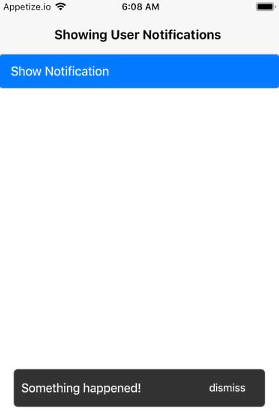 Appetize.io 6:08 AM
Showing User Notifications
Show Notification
Something happened! dismiss